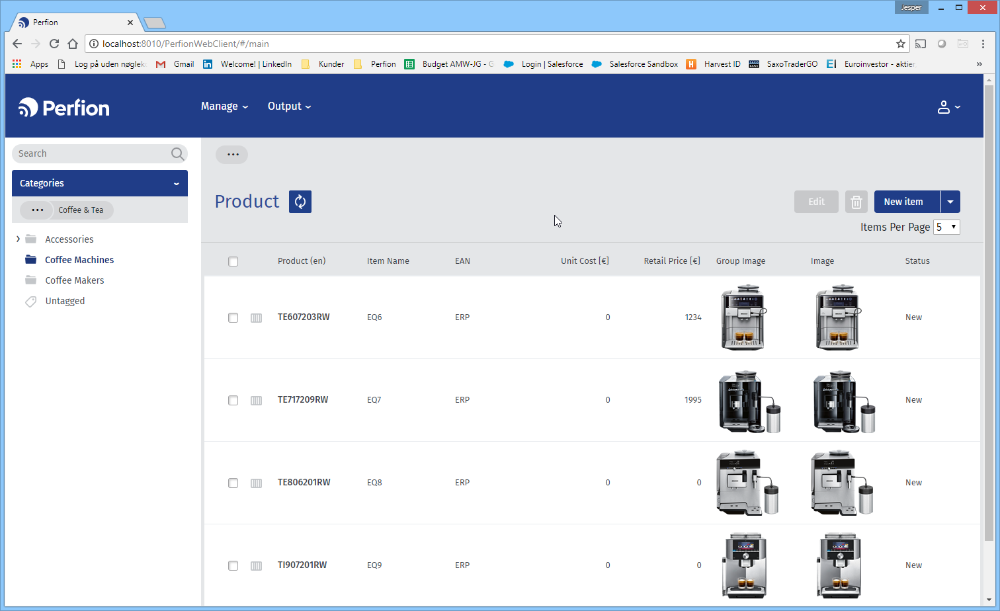 Jesper
Perfion
localhost:8010/PerfionWebClient/#/main
Apps Log på uden nøglek Gmail Welcome! | LinkedIn Kunder Perfion Budget AMW-JG - G Login | Salesforce Salesforce Sandbox Harvest ID SaxoTraderGO Euroinvestor - aktier
Perfion Manage Output
Search
Categories
Coffee & Tea
Accessories
Coffee Machines
Coffee Makers
Untagged
Product Edit New item
Items Per Page 5
Product (en) Item Name EAN Unit Cost [€] Retail Price [€] Group Image Image Status
TE607203RW EQ6 ERP 0 1234 New
TE717209RW EQ7 ERP 0 1995 New
TE806201RW EQ8 ERP 0 0 New
TI907201RW EQ9 ERP 0 0 New